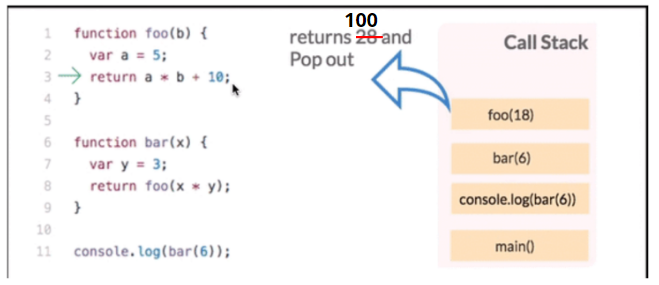 1 function foo(b) {
2 var a = 5;
3 return a * b + 10;
4 }
5
6 function bar(x) {
7 var y = 3;
8 return foo(x * y);
9 }
10
11 console.log(bar(6));
100
returns 28 and
Pop out
Call Stack
foo(18)
bar(6)
console.log(bar(6))
main()